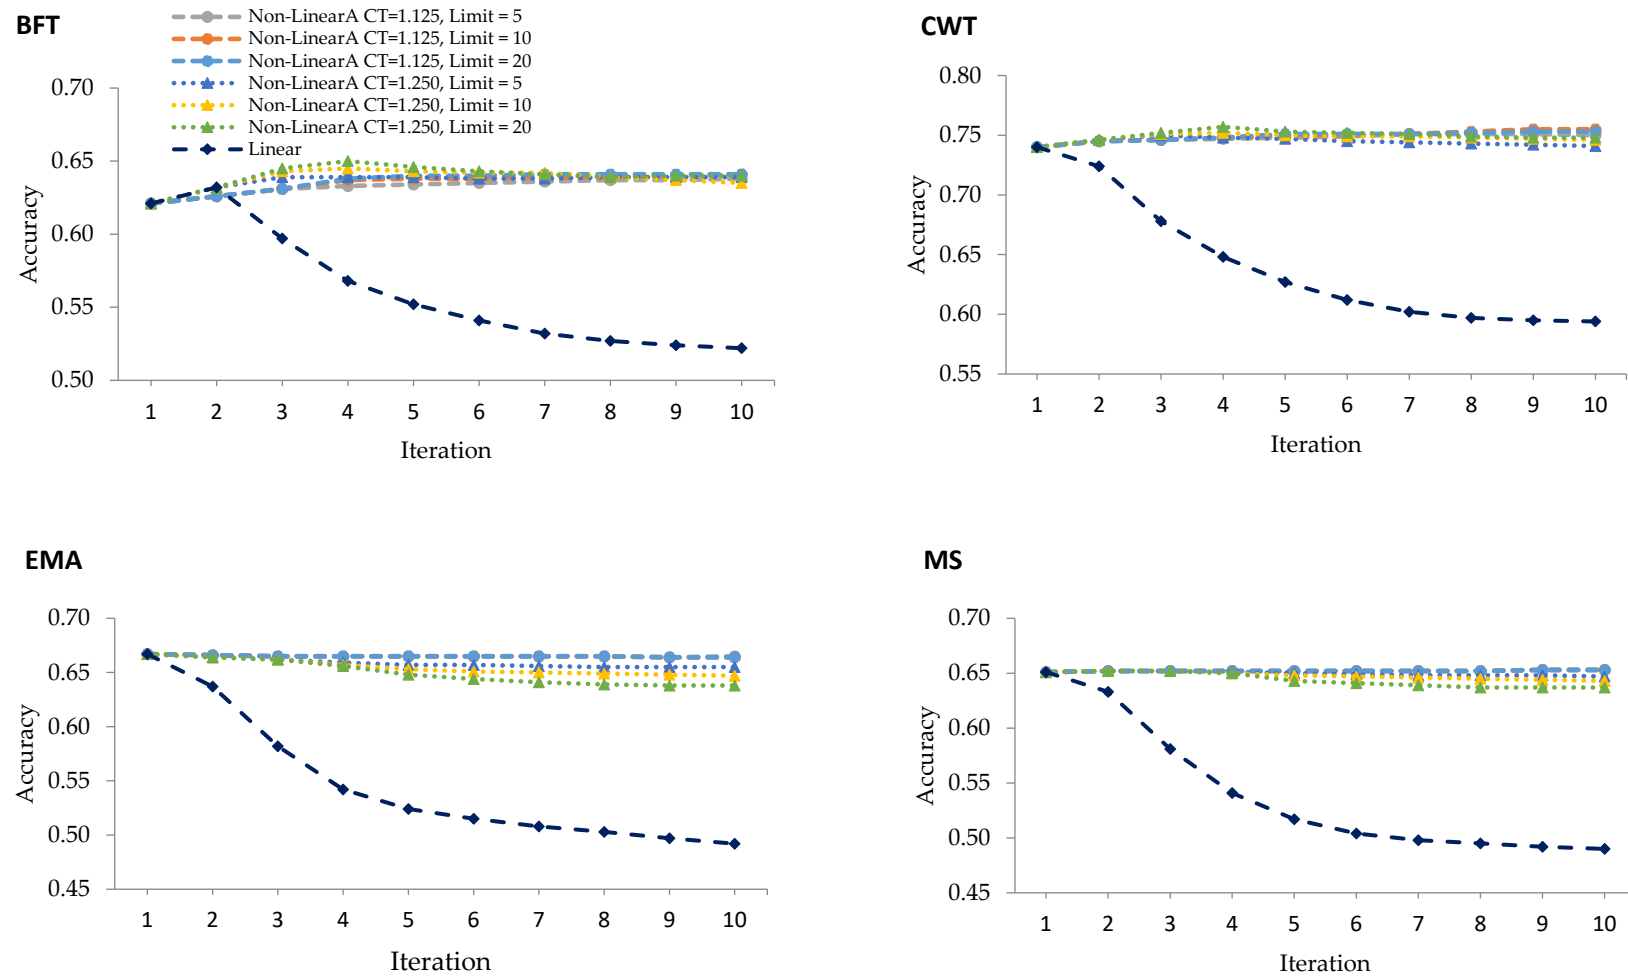 BFT
Non-LinearA CT=1.125, Limit = 5
Non-LinearA CT=1.125, Limit = 10
Non-LinearA CT=1.125, Limit = 20
Non-LinearA CT=1.250, Limit = 5
Non-LinearA CT=1.250, Limit = 10
Non-LinearA CT=1.250, Limit = 20
Linear
0.70
0.65
0.60
0.55
0.50
Accuracy
1 2 3 4 5 6 7 8 9 10
Iteration
CWT
0.80
0.75
0.70
0.65
0.60
0.55
Accuracy
1 2 3 4 5 6 7 8 9 10
Iteration
EMA
0.70
0.65
0.60
0.55
0.50
0.45
Accuracy
1 2 3 4 5 6 7 8 9 10
Iteration
MS
0.70
0.65
0.60
0.55
0.50
0.45
Accuracy
1 2 3 4 5 6 7 8 9 10
Iteration